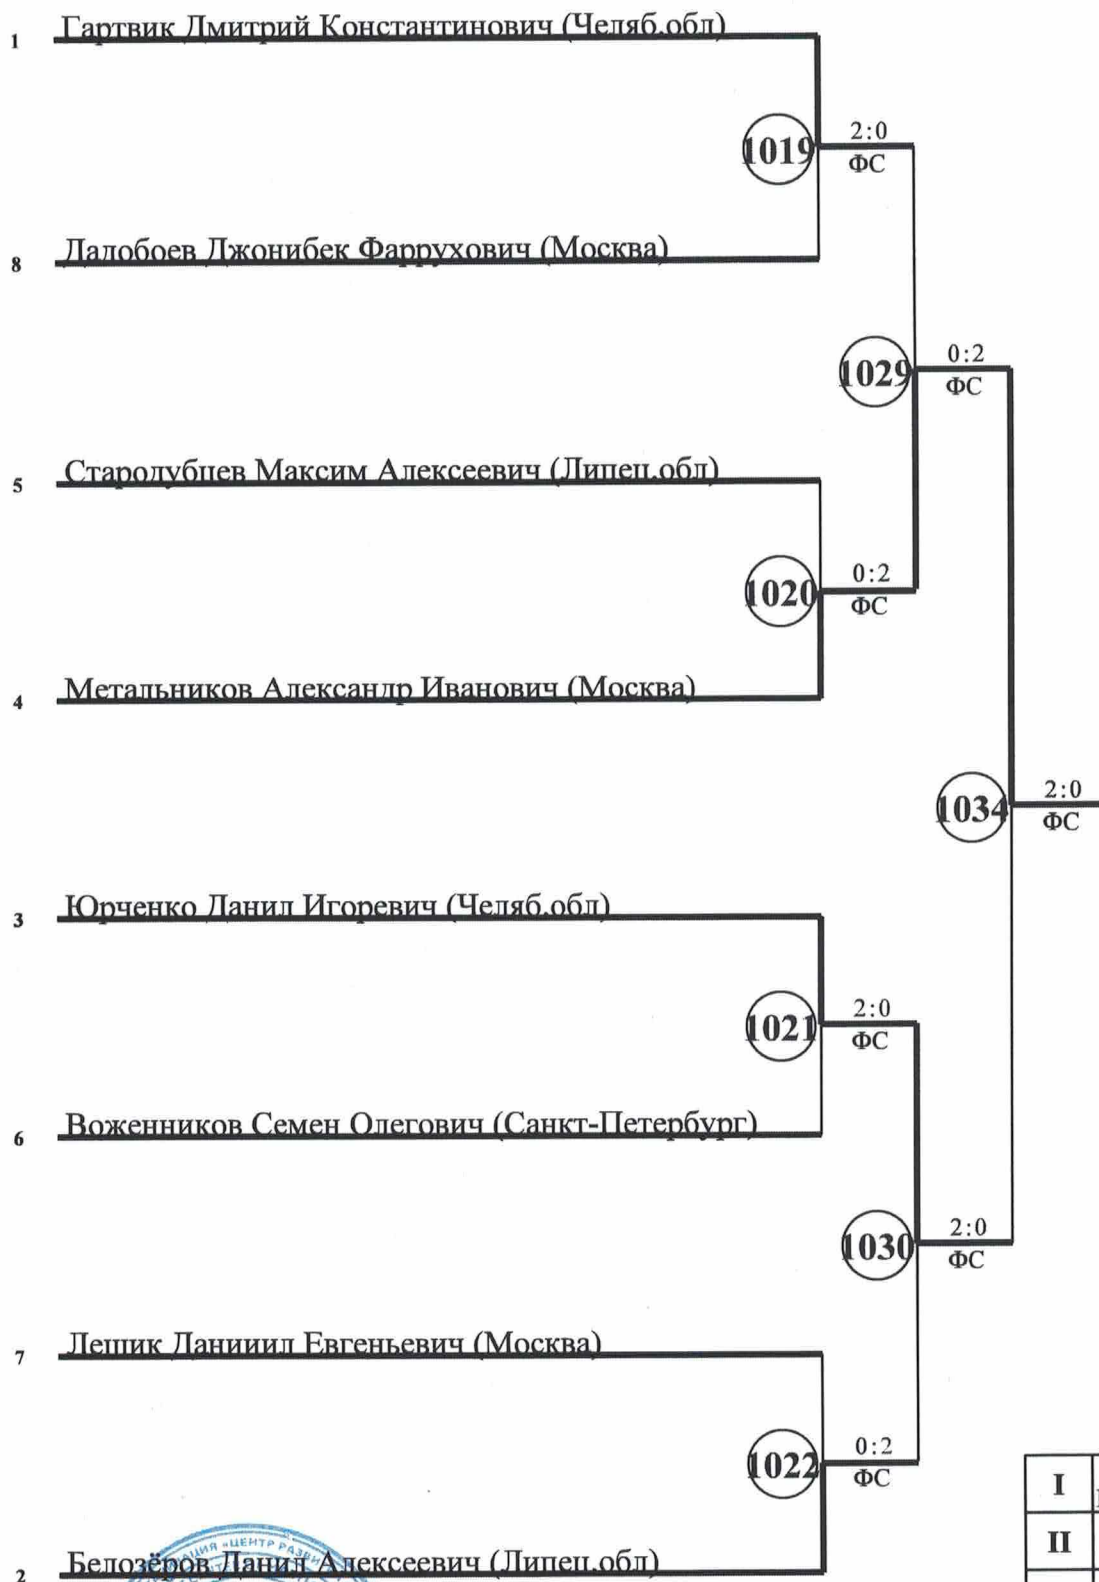 1 Гартвик Дмитрий Константинович (Челяб.обл)
1019 2:0
ФС
8 Дадобоев Джонибек Фаррухович (Москва)
1029 0:2
ФС
5 Стародубцев Максим Алексеевич (Липец.обл)
1020 0:2
ФС
4 Метальников Александр Иванович (Москва)
1034 2:0
ФС
3 Юрченко Данил Игоревич (Челяб.обл)
1021 2:0
ФС
6 Воженников Семен Олегович (Санкт-Петербург)
1030 2:0
ФС
7 Лешик Данииил Евгеньевич (Москва)
1022 0:2
ФС
I
II
«ЦЕНТР
2 Белозёров Данил Алексеевич (Липец.обл)